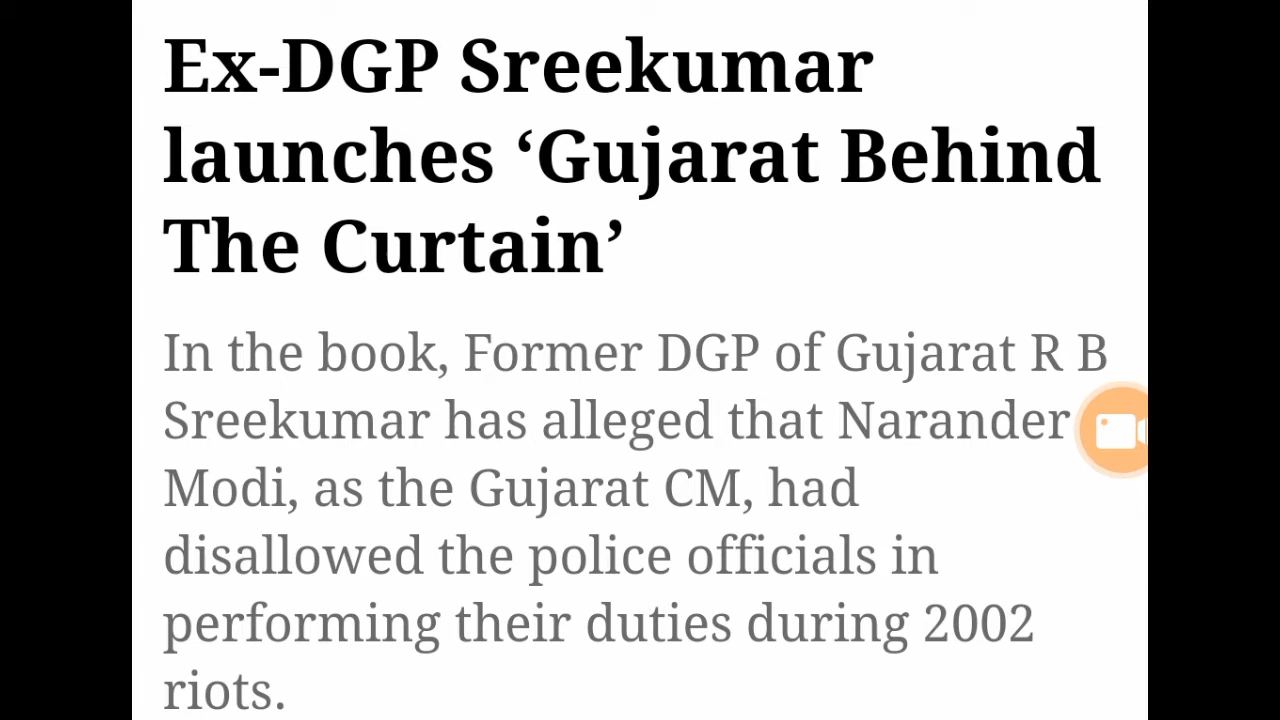 Ex-DGP Sreekumar
launches ‘Gujarat Behind
The Curtain’
In the book, Former DGP of Gujarat R B
Sreekumar has alleged that Narander
Modi, as the Gujarat CM, had
disallowed the police officials in
performing their duties during 2002
riots.